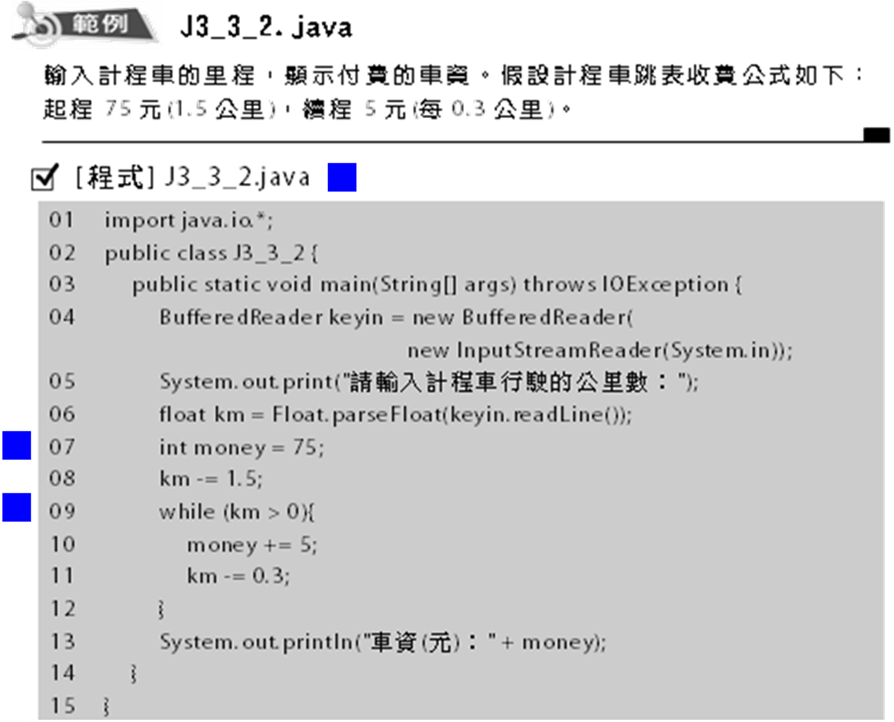 範例 J3_3_2.java
輸入計程車的里程，顯示付費的車資。假設計程車跳表收費公式如下：
起程 75 元(1.5 公里)，續程 5 元(每 0.3 公里)。
[程式] J3_3_2.java
01 import java.io.*;
02 public class J3_3_2 {
03 public static void main(String[] args) throws IOException {
04 BufferedReader keyin = new BufferedReader(
new InputStreamReader(System.in));
05 System.out.print("請輸入計程車行駛的公里數：");
06 float km = Float.parseFloat(keyin.readLine());
07 int money = 75;
08 km -= 1.5;
09 while (km > 0){
10 money += 5;
11 km -= 0.3;
12 }
13 System.out.println("車資(元)：" + money);
14 }
15 }